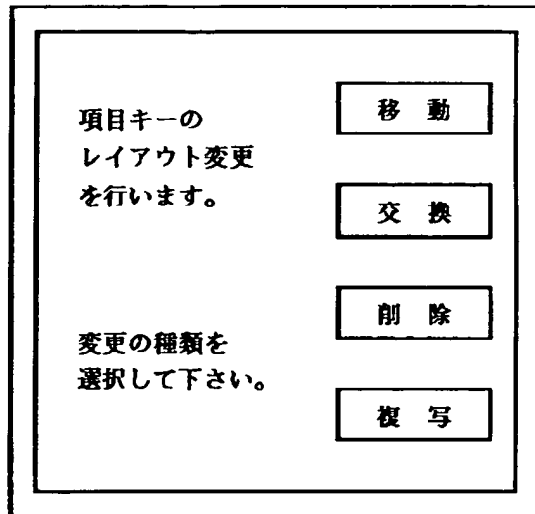 項目キーの
レイアウト変更
を行います。
変更の種類を
選択して下さい。
移 動
交 換
削 除
複 写